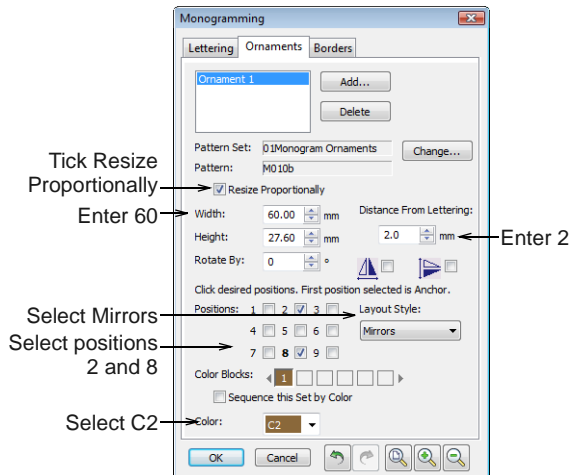 Monogramming
Lettering Ornaments Borders
Ornament 1
Add...
Delete
Pattern Set: 01Monogram Ornaments Change...
Pattern: M010b
Tick Resize
Proportionally
Resize Proportionally
Enter 60
Width: 60.00 mm
Distance From Lettering:
Height: 27.60 mm
2.0 mm
Enter 2
Rotate By: 0 °
Click desired positions. First position selected is Anchor.
Positions: 1 2 3
Layout Style:
Select Mirrors
4 5 6
Mirrors
Select positions
2 and 8
7 8 9
Color Blocks: 1
Sequence this Set by Color
Select C2
Color: C2
OK Cancel